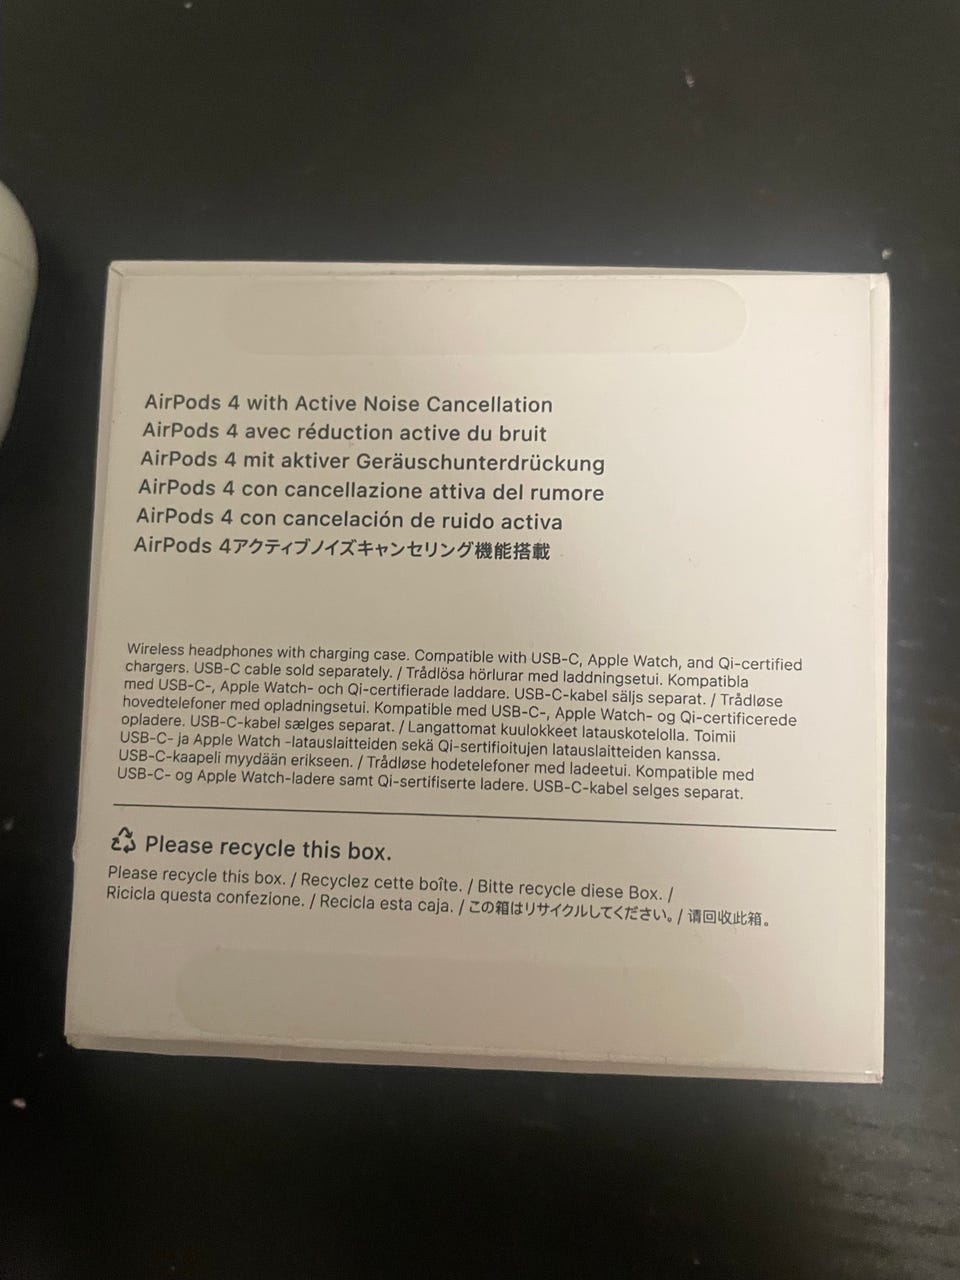 AirPods 4 with Active Noise Cancellation
AirPods 4 avec réduction active du bruit
AirPods 4 mit aktiver Geräuschunterdrückung
AirPods 4 con cancellazione attiva del rumore
AirPods 4 con cancelación de ruido activa
AirPods 4アクティブノイズキャンセリング機能搭載
Wireless headphones with charging case. Compatible with USB-C, Apple Watch, and Qi-certified
chargers. USB-C cable sold separately. / Trådlösa hörlurar med laddningsetui. Kompatibla
med USB-C-, Apple Watch- och Qi-certifierade laddare. USB-C-kabel säljs separat. / Trådløse
hovedtelefoner med opladningsetui. Kompatible med USB-C-, Apple Watch- og Qi-certificerede
opladere. USB-C-kabel sælges separat. / Langattomat kuulokkeet latauskotelolla. Toimii
USB-C- ja Apple Watch -latauslaitteiden sekä Qi-sertifioitujen latauslaitteiden kanssa.
USB-C-kaapeli myydään erikseen. / Trådløse hodetelefoner med ladeetui. Kompatible med
USB-C- og Apple Watch-ladere samt Qi-sertifiserte ladere. USB-C-kabel selges separat.
Please recycle this box.
Please recycle this box. / Recyclez cette boîte. / Bitte recycle diese Box. /
Ricicla questa confezione. / Recicla esta caja. / この箱はリサイクルしてください。/ 请回收此箱。